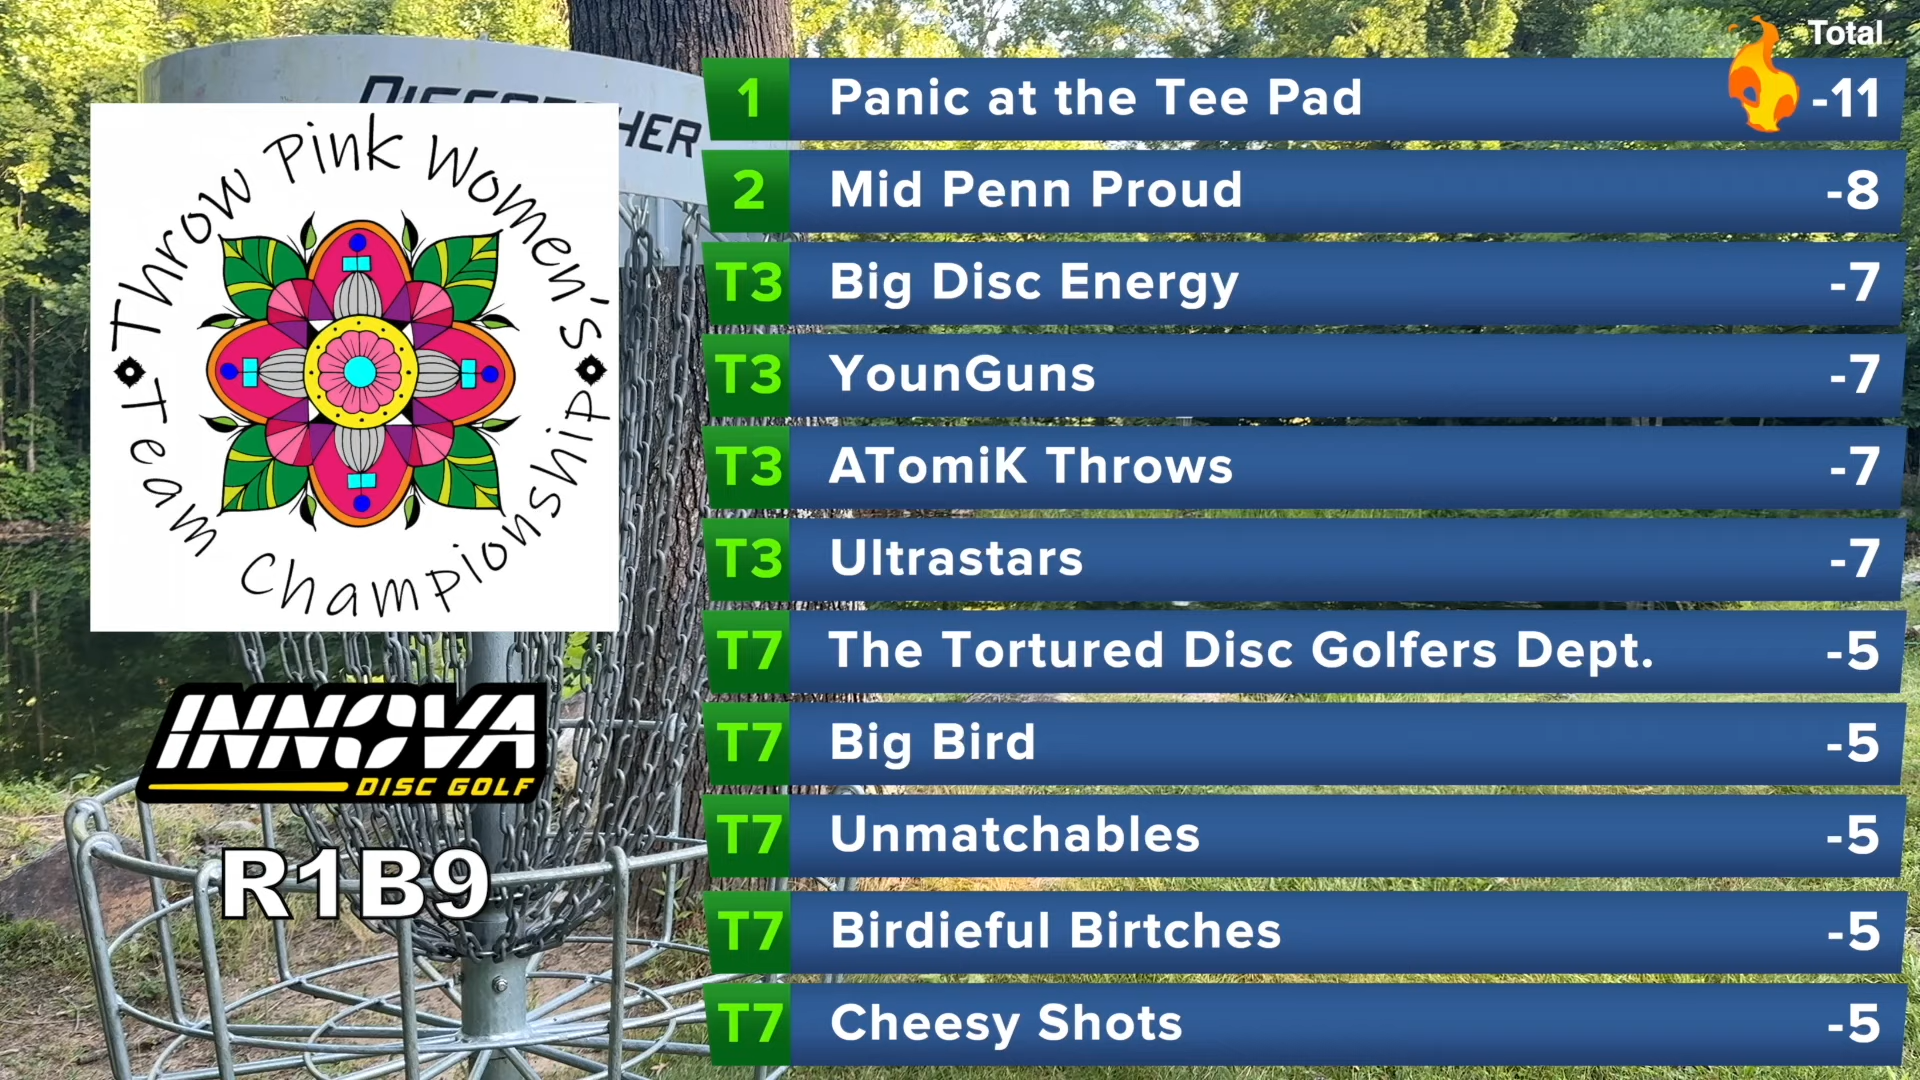 Throw Pink Women's
Team Championship
INNOVA
DISC GOLF
R1B9
Total
1 Panic at the Tee Pad -11
2 Mid Penn Proud -8
T3 Big Disc Energy -7
T3 YounGuns -7
T3 ATomiK Throws -7
T3 Ultrastars -7
T7 The Tortured Disc Golfers Dept. -5
T7 Big Bird -5
T7 Unmatchables -5
T7 Birdieful Birtches -5
T7 Cheesy Shots -5